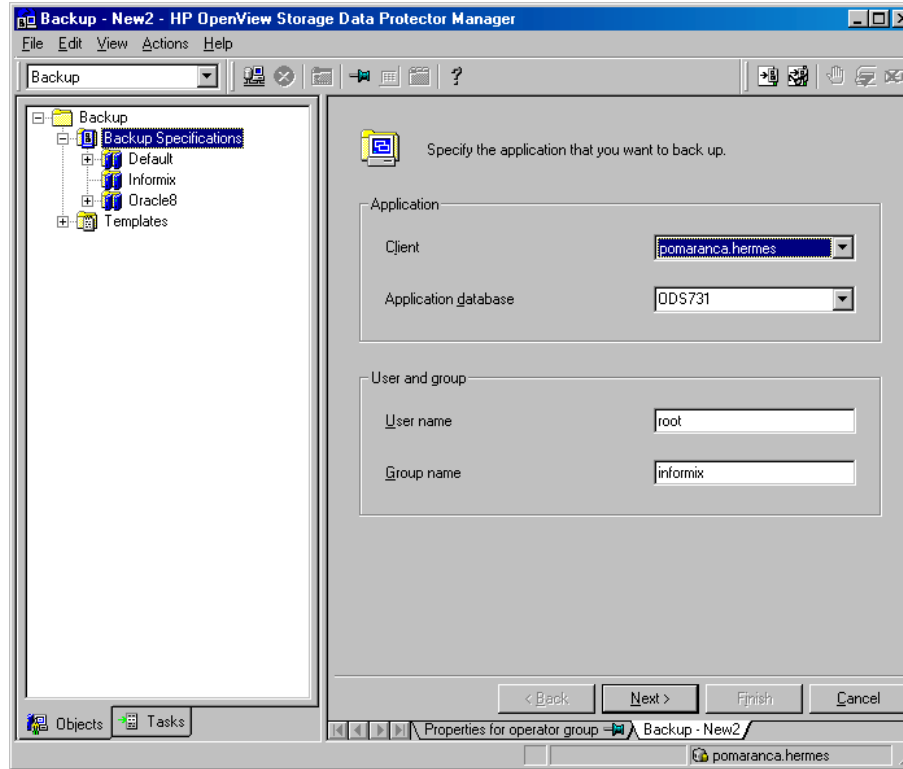 Backup - New2 - HP OpenView Storage Data Protector Manager
File Edit View Actions Help
Backup
Backup
Backup Specifications
Default
Informix
Oracle8
Templates
Specify the application that you want to back up.
Application
Client pomaranca.hermes
Application database ODS731
User and group
User name root
Group name informix
< Back Next > Finish Cancel
Objects Tasks
Properties for operator group Backup - New2
pomaranca.hermes